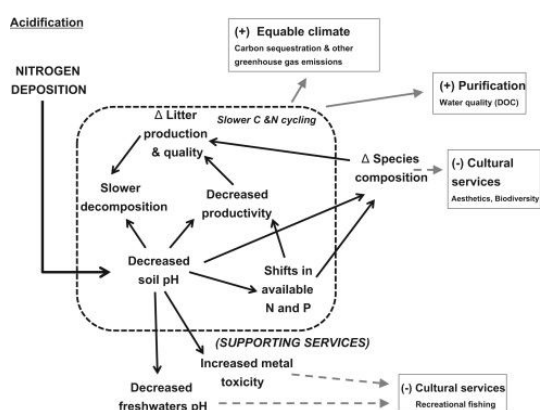 Acidification
(+) Equable climate
Carbon sequestration & other
greenhouse gas emissions
NITROGEN
DEPOSITION
(+) Purification
Water quality (DOC)
Δ Litter
production
& quality
Slower C &N cycling
Δ Species
composition
(-) Cultural
services
Aesthetics, Biodiversity
Slower
decomposition
Decreased
productivity
Decreased
soil pH
Shifts in
available
N and P
(SUPPORTING SERVICES)
Increased metal
toxicity
Decreased
freshwaters pH
(-) Cultural services
Recreational fishing